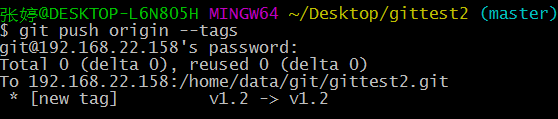 张婷@DESKTOP-L6N8O5H MINGW64 ~/Desktop/gittest2 (master)
$ git push origin --tags
git@192.168.22.158's password:
Total 0 (delta 0), reused 0 (delta 0)
To 192.168.22.158:/home/data/git/gittest2.git
 * [new tag]         v1.2 -> v1.2